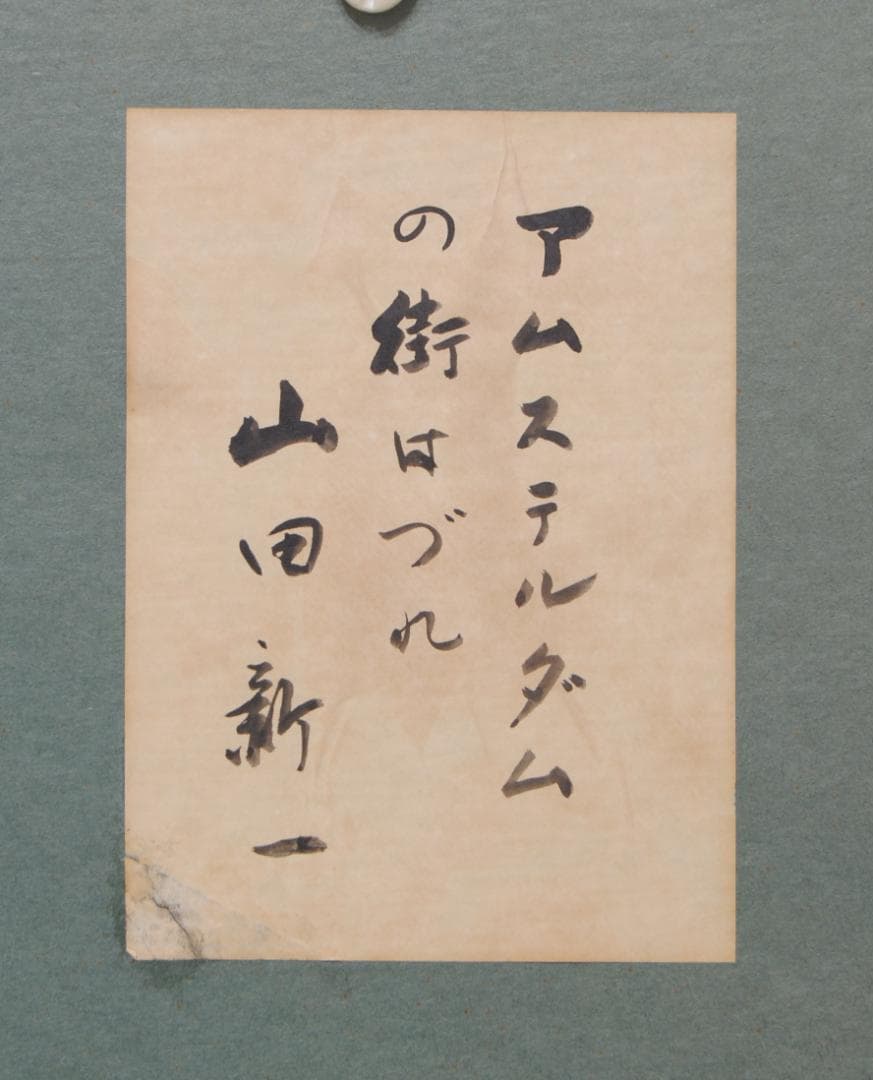 アムステルダム
の街はづれ
山田新一